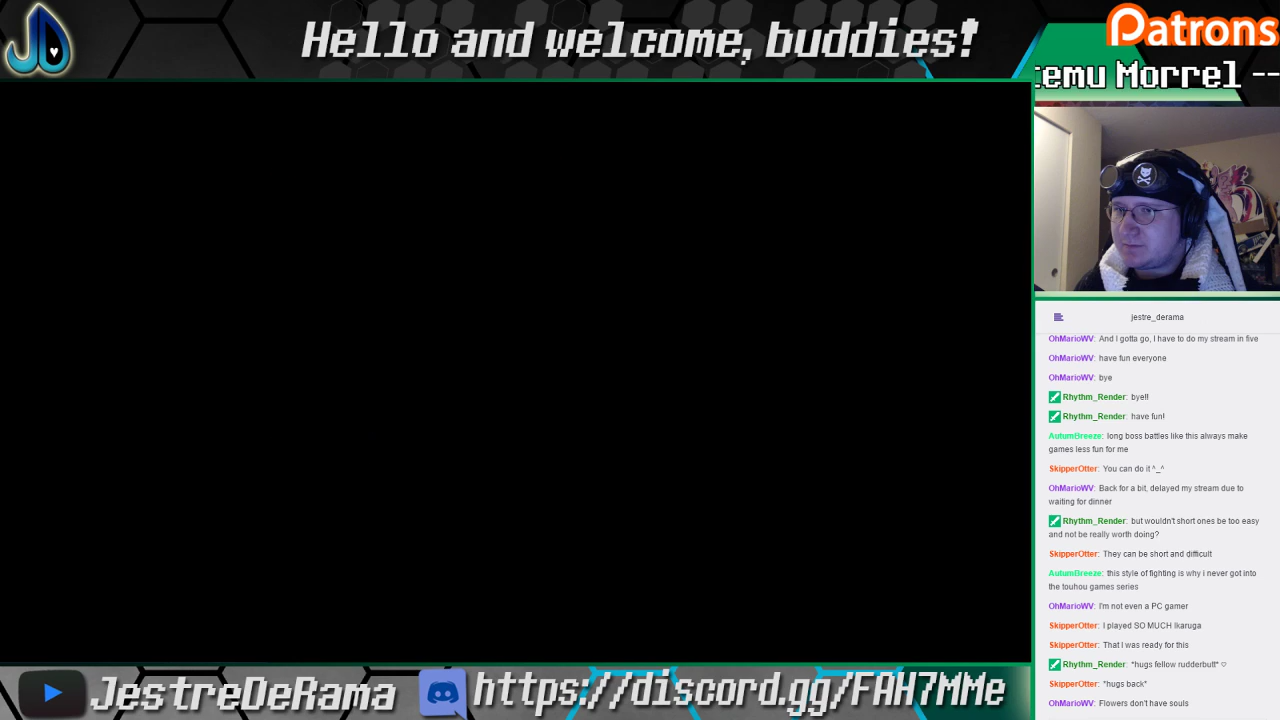 Hello and welcome, buddies!
Patrons
temu Morrel --
jestre_derama
OhMarioWV: And I gotta go, I have to do my stream in five
OhMarioWV: have fun everyone
OhMarioWV: bye
Rhythm_Render: bye!!
Rhythm_Render: have fun!
AutumBreeze: long boss battles like this always make
games less fun for me
SkipperOtter: You can do it ^_^
OhMarioWV: Back for a bit, delayed my stream due to
waiting for dinner
Rhythm_Render: but wouldn't short ones be too easy
and not be really worth doing?
SkipperOtter: They can be short and difficult
AutumBreeze: this style of fighting is why i never got into
the touhou games series
OhMarioWV: I'm not even a PC gamer
SkipperOtter: I played SO MUCH Ikaruga
SkipperOtter: That I was ready for this
Rhythm_Render: *hugs fellow rudderbutt* ♡
SkipperOtter: *hugs back*
OhMarioWV: Flowers don't have souls
JestreDeRama
https://discord.gg/FAH7MMe